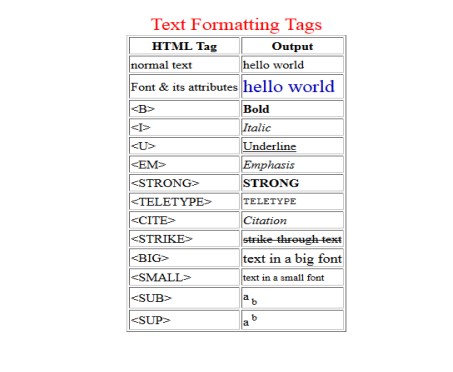 Text Formatting Tags
HTML Tag Output
normal text hello world
Font & its attributes hello world
<B> Bold
<I> Italic
<U> Underline
<EM> Emphasis
<STRONG> STRONG
<TELETYPE> TELETYPE
<CITE> Citation
<STRIKE> strike-through text
<BIG> text in a big font
<SMALL> text in a small font
<SUB> a b
<SUP> a b